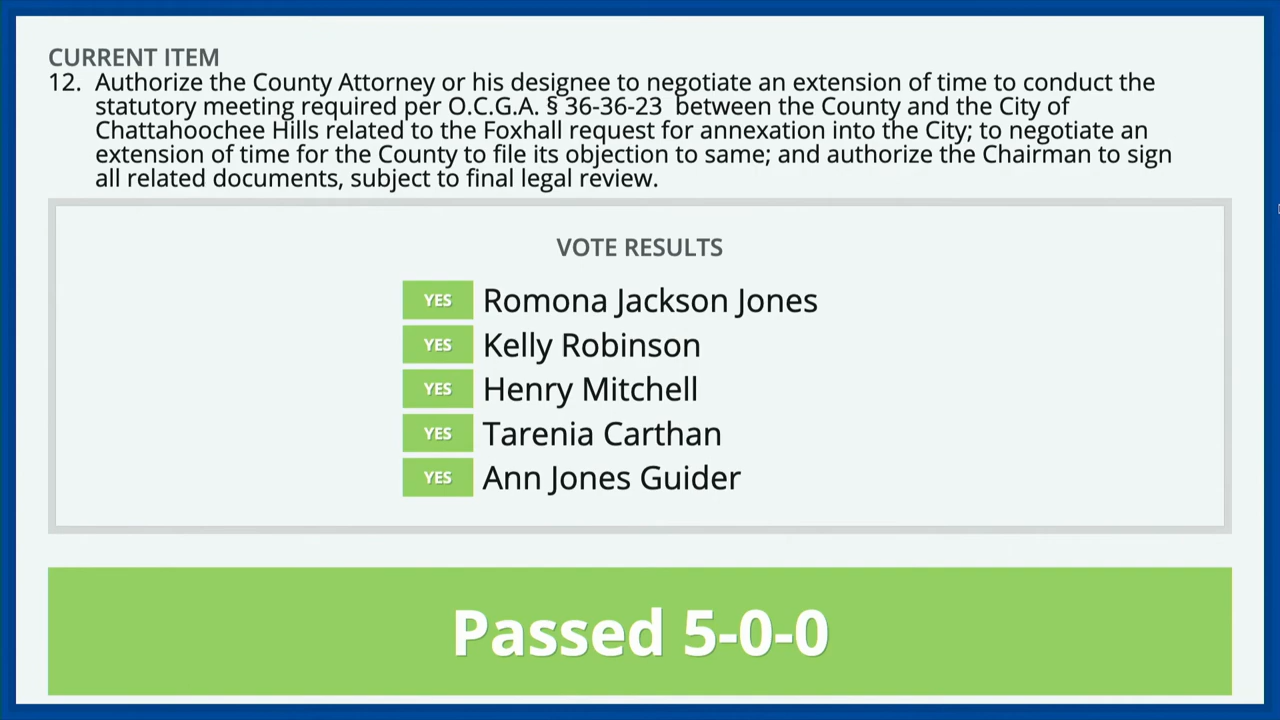 CURRENT ITEM
12. Authorize the County Attorney or his designee to negotiate an extension of time to conduct the
statutory meeting required per O.C.G.A. § 36-36-23 between the County and the City of
Chattahoochee Hills related to the Foxhall request for annexation into the City; to negotiate an
extension of time for the County to file its objection to same; and authorize the Chairman to sign
all related documents, subject to final legal review.
VOTE RESULTS
YES Romona Jackson Jones
YES Kelly Robinson
YES Henry Mitchell
YES Tarenia Carthan
YES Ann Jones Guider
Passed 5-0-0